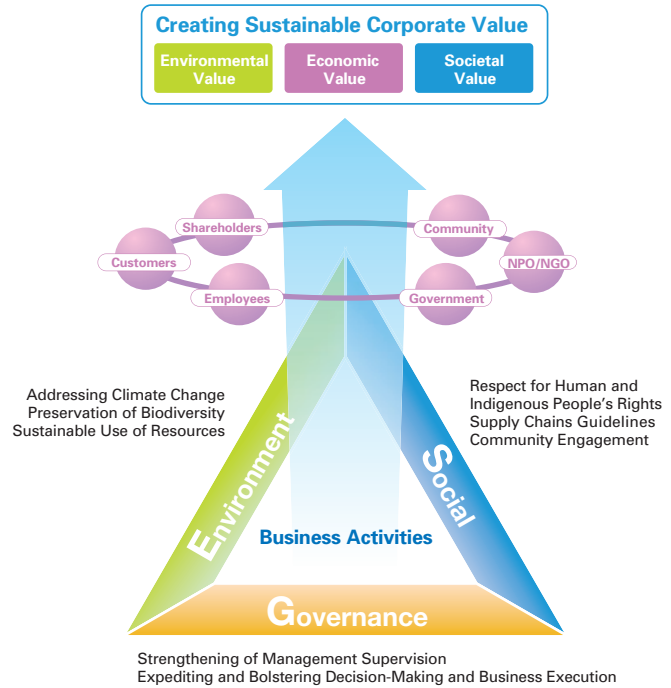 Creating Sustainable Corporate Value
Environmental
Value
Economic
Value
Societal
Value
Shareholders
Community
Customers
NPO/NGO
Employees
Government
Addressing Climate Change
Preservation of Biodiversity
Sustainable Use of Resources
Respect for Human and
Indigenous People's Rights
Supply Chains Guidelines
Community Engagement
Environment
Social
Business Activities
Governance
Strengthening of Management Supervision
Expediting and Bolstering Decision-Making and Business Execution